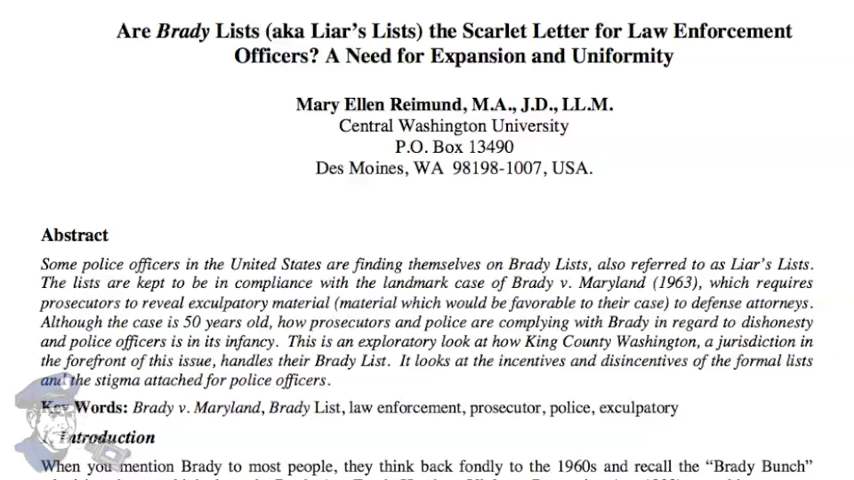 Are Brady Lists (aka Liar's Lists) the Scarlet Letter for Law Enforcement
Officers? A Need for Expansion and Uniformity
Mary Ellen Reimund, M.A., J.D., LL.M.
Central Washington University
P.O. Box 13490
Des Moines, WA 98198-1007, USA.
Abstract
Some police officers in the United States are finding themselves on Brady Lists, also referred to as Liar's Lists.
The lists are kept to be in compliance with the landmark case of Brady v. Maryland (1963), which requires
prosecutors to reveal exculpatory material (material which would be favorable to their case) to defense attorneys.
Although the case is 50 years old, how prosecutors and police are complying with Brady in regard to dishonesty
and police officers is in its infancy. This is an exploratory look at how King County Washington, a jurisdiction in
the forefront of this issue, handles their Brady List. It looks at the incentives and disincentives of the formal lists
and the stigma attached for police officers.
Key Words: Brady v. Maryland, Brady List, law enforcement, prosecutor, police, exculpatory
1. Introduction
When you mention Brady to most people, they think back fondly to the 1960s and recall the "Brady Bunch"